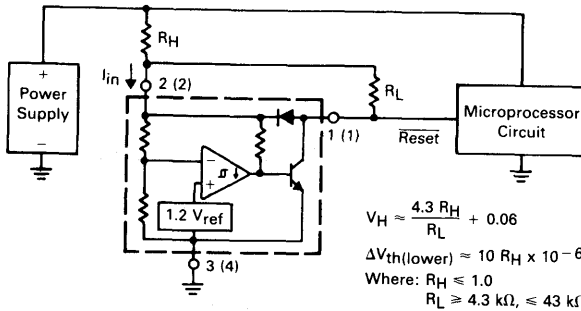 R_H
I_in
2 (2)
R_L
+
Power
Supply
−
1 (1)
Reset
Microprocessor
Circuit
−
+
1.2 V_ref
3 (4)
V_H ≈ 4.3 R_H / R_L + 0.06
ΔV_th(lower) ≈ 10 R_H x 10^-6
Where: R_H ≤ 1.0
R_L ≥ 4.3 kΩ, ≤ 43 kΩ